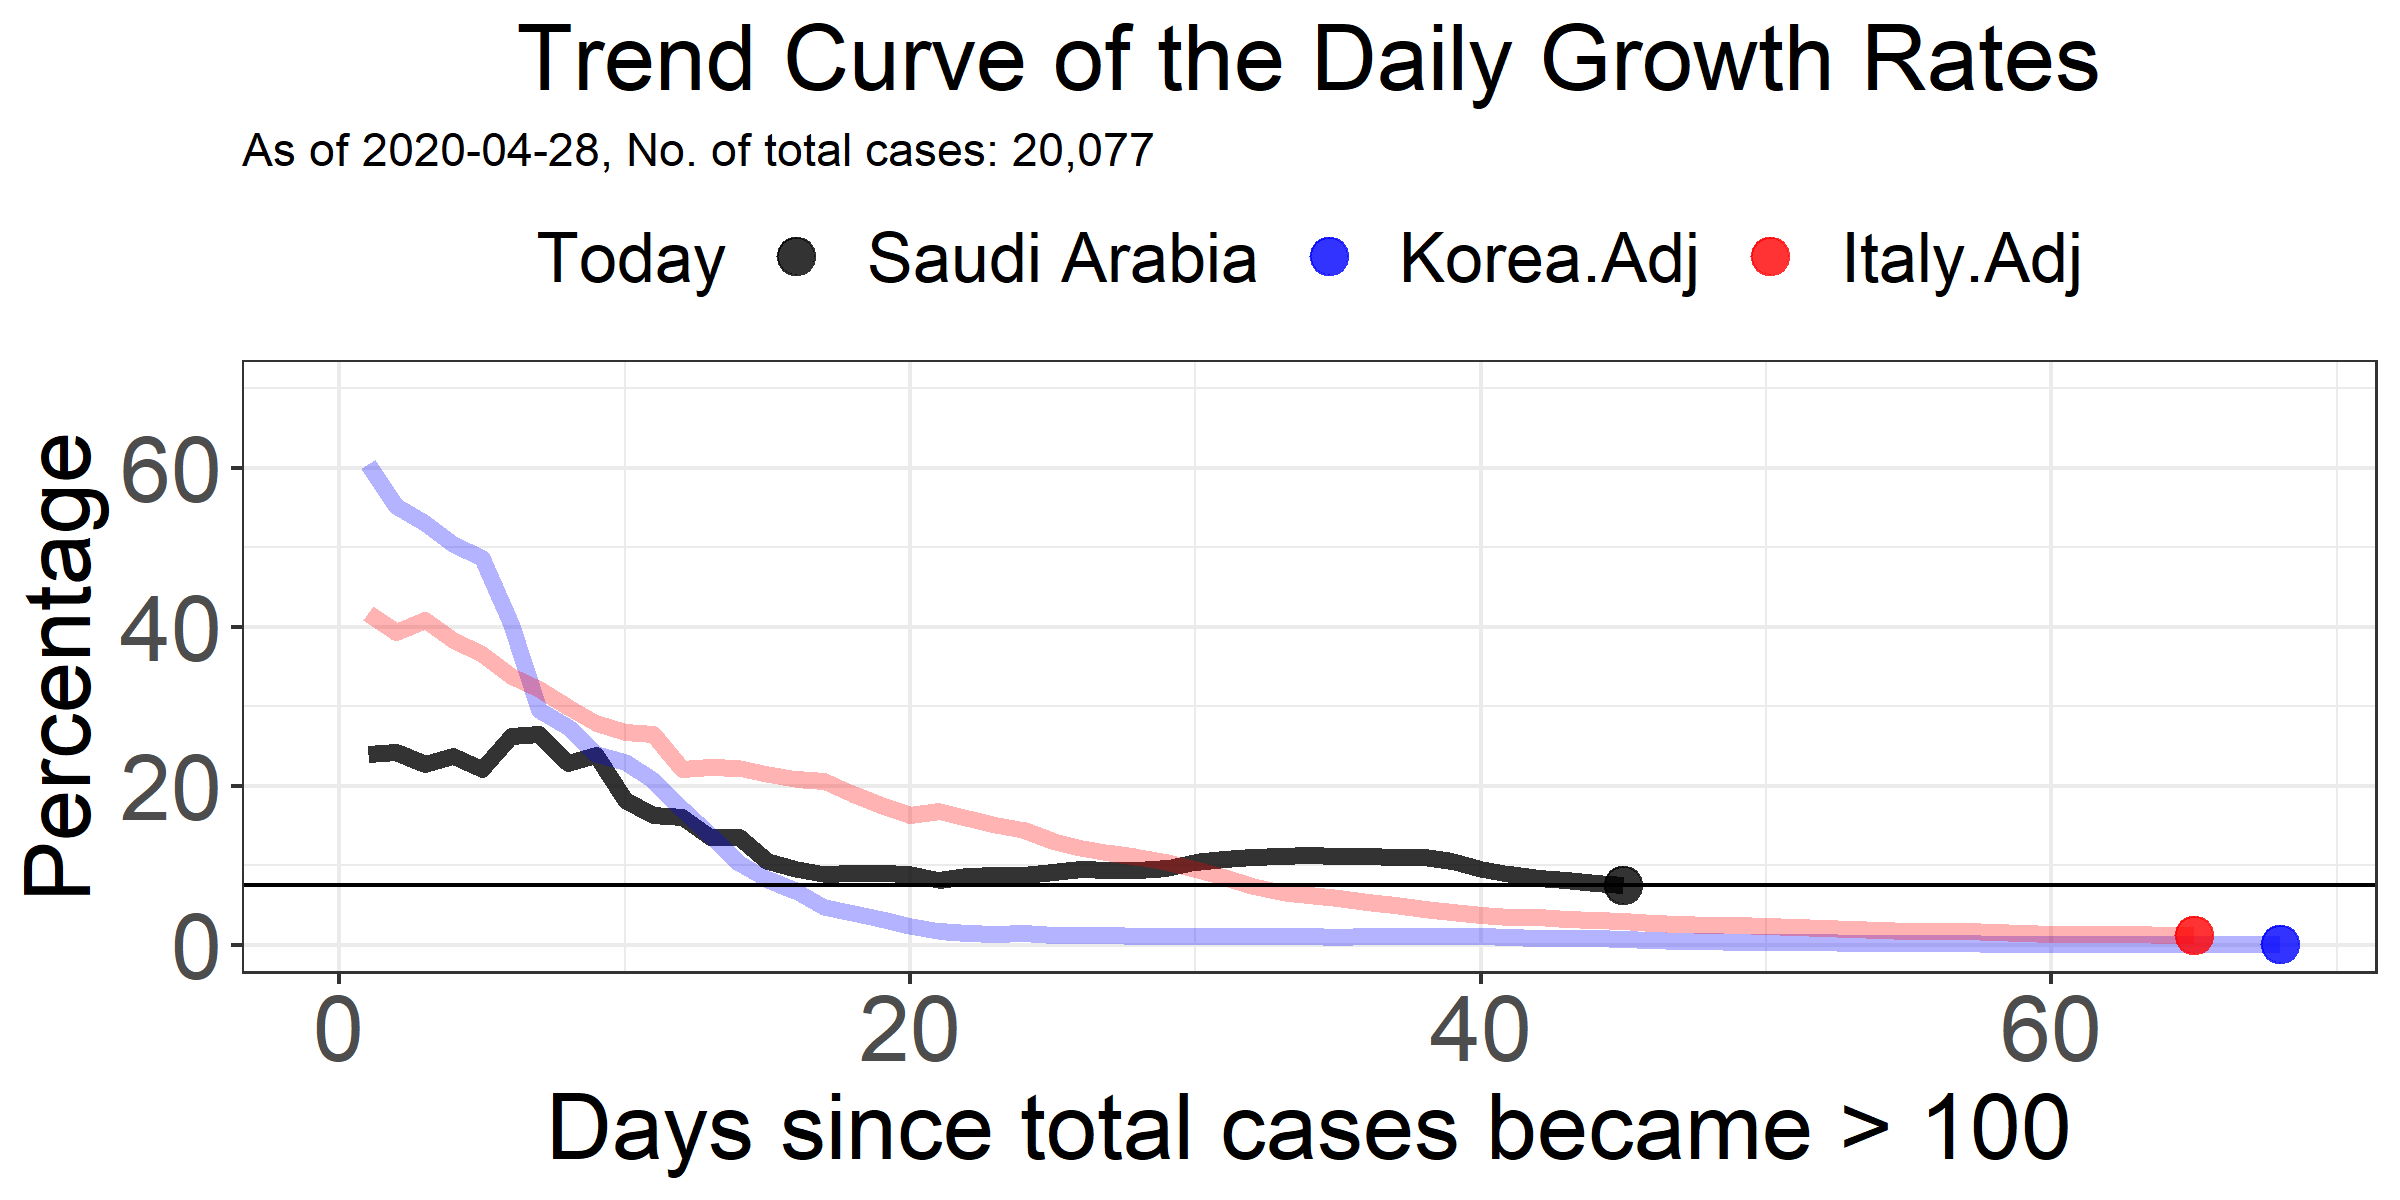 Trend Curve of the Daily Growth Rates
As of 2020-04-28, No. of total cases: 20,077
Today Saudi Arabia Korea.Adj Italy.Adj
Percentage
60
40
20
0
0 20 40 60
Days since total cases became > 100